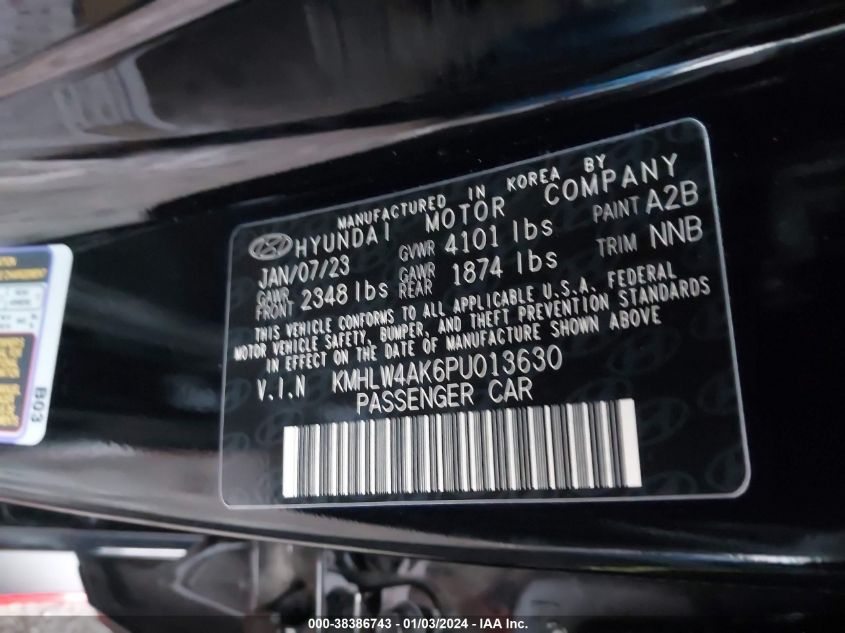 MANUFACTURED IN KOREA BY
HYUNDAI MOTOR COMPANY
JAN/07/23 GVWR 4101 lbs PAINT A2B
GAWR FRONT 2348 lbs GAWR REAR 1874 lbs TRIM NNB
THIS VEHICLE CONFORMS TO ALL APPLICABLE U.S.A. FEDERAL
MOTOR VEHICLE SAFETY, BUMPER, AND THEFT PREVENTION STANDARDS
IN EFFECT ON THE DATE OF MANUFACTURE SHOWN ABOVE
V.I.N KMHLW4AK6PU013630
PASSENGER CAR
B03
000-38386743 - 01/03/2024 - IAA Inc.